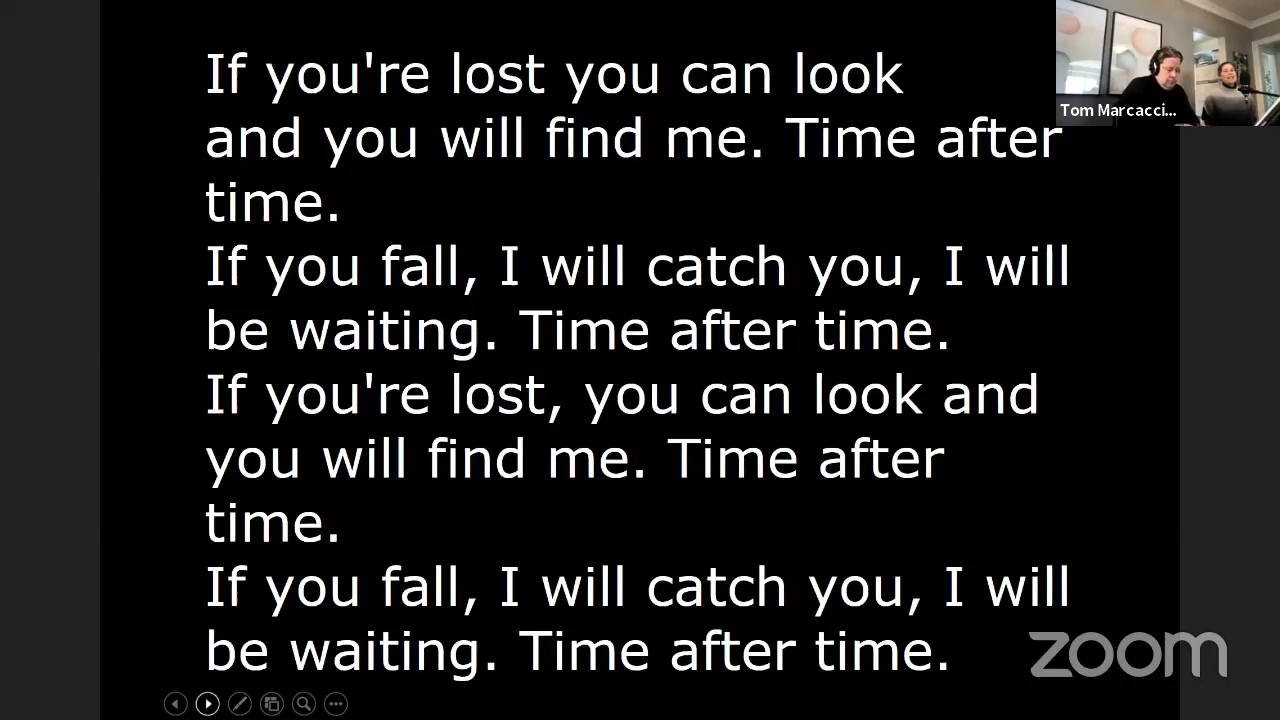 If you're lost you can look
and you will find me. Time after
time.
If you fall, I will catch you, I will
be waiting. Time after time.
If you're lost, you can look and
you will find me. Time after
time.
If you fall, I will catch you, I will
be waiting. Time after time.
Tom Marcacci...
zoom